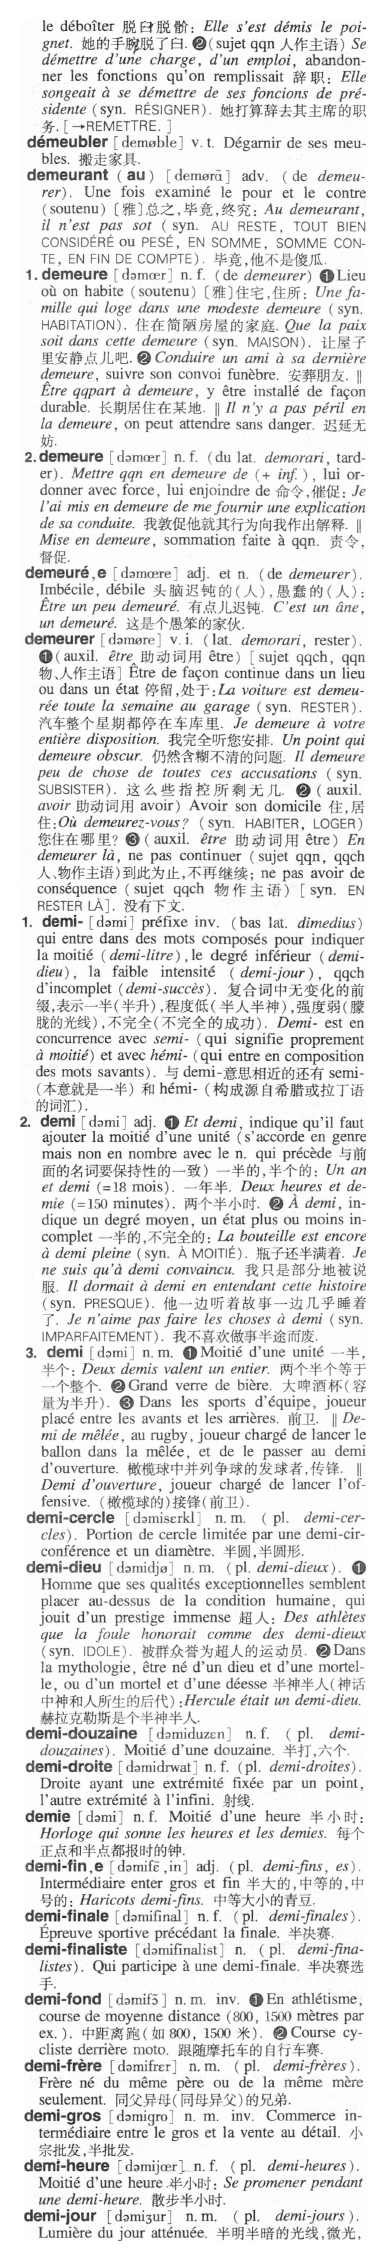 le déboîter 脱臼脱骱: Elle s'est démis le poi-
gnet. 她的手腕脱了臼. ❷(sujet qqn 人作主语) Se
démettre d'une charge, d'un emploi, abandon-
ner les fonctions qu'on remplissait 辞职: Elle
songeait à se démettre de ses foncions de pré-
sidente (syn. RÉSIGNER). 她打算辞去其主席的职
务. [→REMETTRE. ]
démeubler [demøble] v. t. Dégarnir de ses meu-
bles. 搬走家具.
demeurant (au) [demørɑ̃] adv. (de demeu-
rer). Une fois examiné le pour et le contre
(soutenu) [雅]总之,毕竟,终究: Au demeurant,
il n'est pas sot (syn. AU RESTE, TOUT BIEN
CONSIDÉRÉ ou PESÉ, EN SOMME, SOMME CON-
TE, EN FIN DE COMPTE). 毕竟,他不是傻瓜.
1. demeure [dəmœr] n. f. (de demeurer) ❶Lieu
où on habite (soutenu) [雅]住宅,住所: Une fa-
mille qui loge dans une modeste demeure (syn.
HABITATION). 住在简陋房屋的家庭. Que la paix
soit dans cette demeure (syn. MAISON). 让屋子
里安静点儿吧. ❷ Conduire un ami à sa dernière
demeure, suivre son convoi funèbre. 安葬朋友. ‖
Être qqpart à demeure, y être installé de façon
durable. 长期居住在某地. ‖ Il n'y a pas péril en
la demeure, on peut attendre sans danger. 迟延无
妨.
2. demeure [dəmœr] n. f. (du lat. demorari, tard-
er). Mettre qqn en demeure de (+ inf. ), lui or-
donner avec force, lui enjoindre de 命令,催促: Je
l'ai mis en demeure de me fournir une explication
de sa conduite. 我敦促他就其行为向我作出解释. ‖
Mise en demeure, sommation faite à qqn. 责令,
督促.
demeuré,e [dəmœre] adj. et n. (de demeurer).
Imbécile, débile 头脑迟钝的(人),愚蠢的(人):
Être un peu demeuré. 有点儿迟钝. C'est un âne,
un demeuré. 这是个愚笨的家伙.
demeurer [dəmøre] v. i. (lat. demorari, rester).
❶(auxil. être 助动词用 être) [sujet qqch, qqn
物、人作主语] Être de façon continue dans un lieu
ou dans un état 停留,处于:La voiture est demeu-
rée toute la semaine au garage (syn. RESTER).
汽车整个星期都停在车库里. Je demeure à votre
entière disposition. 我完全听您安排. Un point qui
demeure obscur. 仍然含糊不清的问题. Il demeure
peu de chose de toutes ces accusations (syn.
SUBSISTER). 这么些指控所剩无几. ❷ (auxil.
avoir 助动词用 avoir) Avoir son domicile 住,居
住:Où demeurez-vous? (syn. HABITER, LOGER)
您住在哪里? ❸ (auxil. être 助动词用 être) En
demeurer là, ne pas continuer (sujet qqn, qqch
人、物作主语)到此为止,不再继续; ne pas avoir de
conséquence (sujet qqch 物作主语) [syn. EN
RESTER LÀ]. 没有下文.
1. demi- [dəmi] préfixe inv. (bas lat. dimedius)
qui entre dans des mots composés pour indiquer
la moitié (demi-litre),le degré inférieur (demi-
dieu), la faible intensité (demi-jour), qqch
d'incomplet (demi-succès). 复合词中无变化的前
缀,表示一半(半升),程度低(半人半神),强度弱(朦
胧的光线),不完全(不完全的成功). Demi- est en
concurrence avec semi- (qui signifie proprement
à moitié) et avec hémi- (qui entre en composition
des mots savants). 与 demi-意思相近的还有 semi-
(本意就是一半) 和 hémi- (构成源自希腊或拉丁语
的词汇).
2. demi [dəmi] adj. ❶ Et demi, indique qu'il faut
ajouter la moitié d'une unité (s'accorde en genre
mais non en nombre avec le n. qui précède 与前
面的名词要保持性的一致) 一半的,半个的: Un an
et demi (=18 mois). 一年半. Deux heures et de-
mie (=150 minutes). 两个半小时. ❷ À demi, in-
dique un degré moyen, un état plus ou moins in-
complet 一半的,不完全的: La bouteille est encore
à demi pleine (syn. À MOITIÉ). 瓶子还半满着. Je
ne suis qu'à demi convaincu. 我只是部分地被说
服. Il dormait à demi en entendant cette histoire
(syn. PRESQUE). 他一边听着故事一边几乎睡着
了. Je n'aime pas faire les choses à demi (syn.
IMPARFAITEMENT). 我不喜欢做事半途而废.
3. demi [dəmi] n. m. ❶Moitié d'une unité 一半,
半个: Deux demis valent un entier. 两个半个等于
一个整个. ❷Grand verre de bière. 大啤酒杯(容
量为半升). ❸ Dans les sports d'équipe, joueur
placé entre les avants et les arrières. 前卫. ‖ De-
mi de mêlée, au rugby, joueur chargé de lancer le
ballon dans la mêlée, et de le passer au demi
d'ouverture. 橄榄球中并列争球的发球者,传锋. ‖
Demi d'ouverture, joueur chargé de lancer l'of-
fensive. (橄榄球的)接锋(前卫).
demi-cercle [dəmisɛrkl] n. m. ( pl. demi-cer-
cles). Portion de cercle limitée par une demi-cir-
conférence et un diamètre. 半圆,半圆形.
demi-dieu [dəmidjø] n. m. (pl. demi-dieux). ❶
Homme que ses qualités exceptionnelles semblent
placer au-dessus de la condition humaine, qui
jouit d'un prestige immense 超人: Des athlètes
que la foule honorait comme des demi-dieux
(syn. IDOLE). 被群众誉为超人的运动员. ❷Dans
la mythologie, être né d'un dieu et d'une mortel-
le, ou d'un mortel et d'une déesse 半神半人(神话
中神和人所生的后代):Hercule était un demi-dieu.
赫拉克勒斯是个半神半人.
demi-douzaine [dəmiduzɛn] n. f. ( pl. demi-
douzaines). Moitié d'une douzaine. 半打,六个.
demi-droite [dəmidrwat] n. f. (pl. demi-droites).
Droite ayant une extrémité fixée par un point,
l'autre extrémité à l'infini. 射线.
demie [dəmi] n. f. Moitié d'une heure 半小时:
Horloge qui sonne les heures et les demies. 每个
正点和半点都报时的钟.
demi-fin,e [dəmifɛ̃,in] adj. (pl. demi-fins, es).
Intermédiaire enter gros et fin 半大的,中等的,中
号的: Haricots demi-fins. 中等大小的青豆.
demi-finale [dəmifinal] n. f. (pl. demi-finales).
Épreuve sportive précédant la finale. 半决赛.
demi-finaliste [dəmifinalist] n. (pl. demi-fina-
listes). Qui participe à une demi-finale. 半决赛选
手.
demi-fond [dəmifɔ̃] n. m. inv. ❶En athlétisme,
course de moyenne distance (800, 1500 mètres par
ex. ). 中距离跑(如 800, 1500 米). ❷Course cy-
cliste derrière moto. 跟随摩托车的自行车赛.
demi-frère [dəmifrɛr] n. m. ( pl. demi-frères).
Frère né du même père ou de la même mère
seulement. 同父异母(同母异父)的兄弟.
demi-gros [dəmigro] n. m. inv. Commerce in-
termédiaire entre le gros et la vente au détail. 小
宗批发,半批发.
demi-heure [dəmijœr] n. f. (pl. demi-heures).
Moitié d'une heure 半小时: Se promener pendant
une demi-heure. 散步半小时.
demi-jour [dəmiʒur] n. m. ( pl. demi-jours).
Lumière du jour atténuée. 半明半暗的光线,微光,